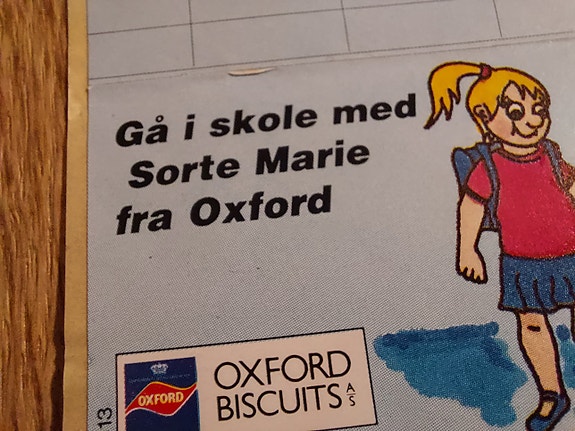 Gå i skole med
Sorte Marie
fra Oxford
OXFORD
OXFORD
BISCUITS A/S
13